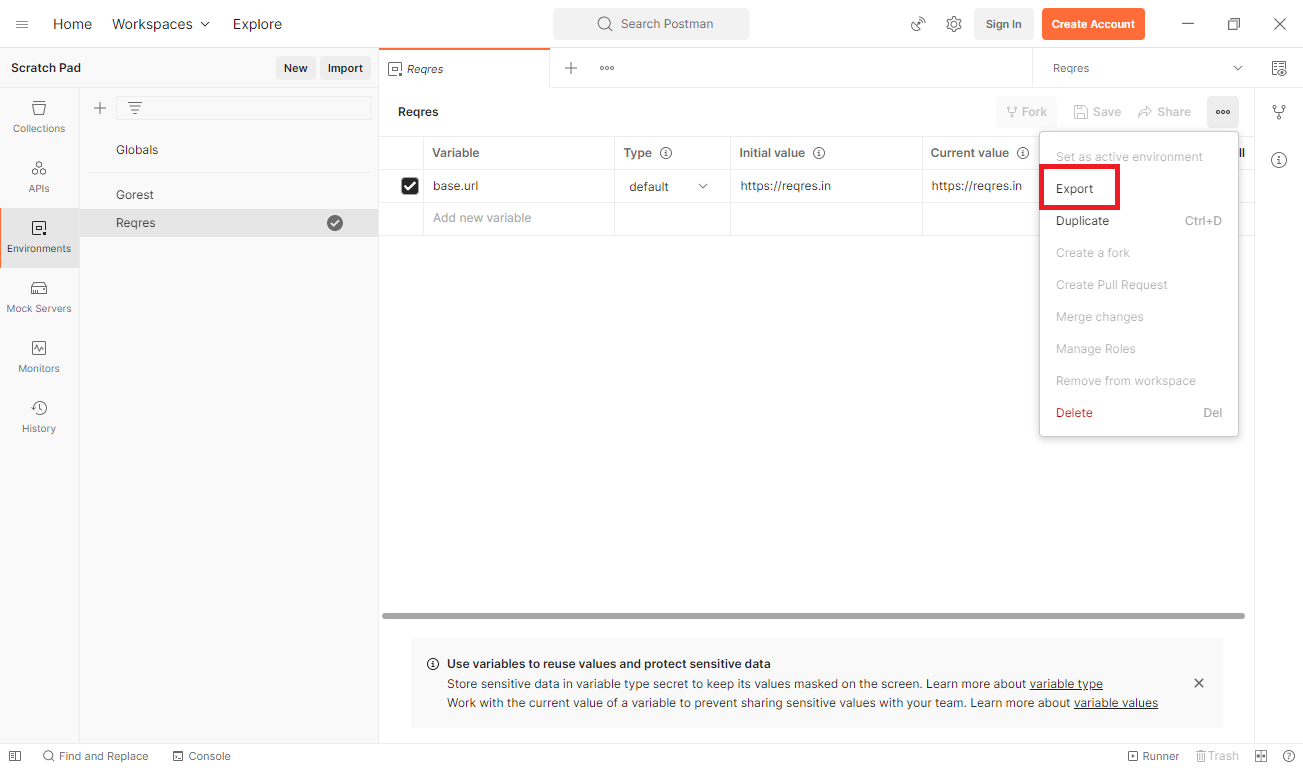 Home Workspaces Explore Search Postman Sign In Create Account
Scratch Pad New Import Reqres Reqres
Collections
APIs
Environments
Mock Servers
Monitors
History
Globals
Gorest
Reqres
Reqres Fork Save Share
Variable Type Initial value Current value ll
base.url default https://reqres.in https://reqres.in
Add new variable
Set as active environment
Export
Duplicate Ctrl+D
Create a fork
Create Pull Request
Merge changes
Manage Roles
Remove from workspace
Delete Del
Use variables to reuse values and protect sensitive data
Store sensitive data in variable type secret to keep its values masked on the screen. Learn more about variable type
Work with the current value of a variable to prevent sharing sensitive values with your team. Learn more about variable values
Find and Replace Console Runner Trash